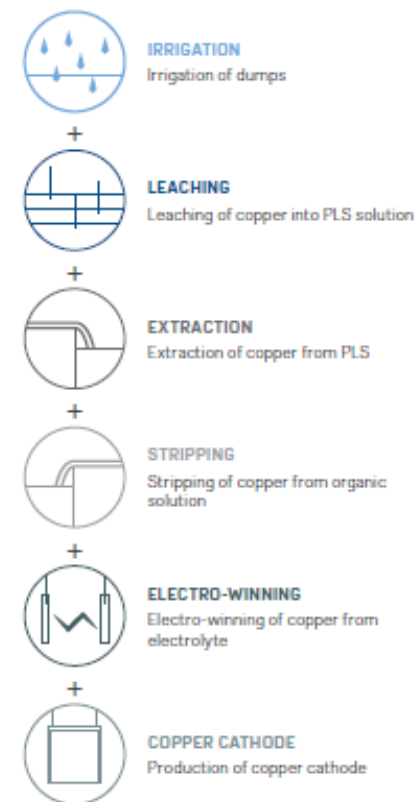 IRRIGATION
Irrigation of dumps
+
LEACHING
Leaching of copper into PLS solution
+
EXTRACTION
Extraction of copper from PLS
+
STRIPPING
Stripping of copper from organic
solution
+
ELECTRO-WINNING
Electro-winning of copper from
electrolyte
+
COPPER CATHODE
Production of copper cathode